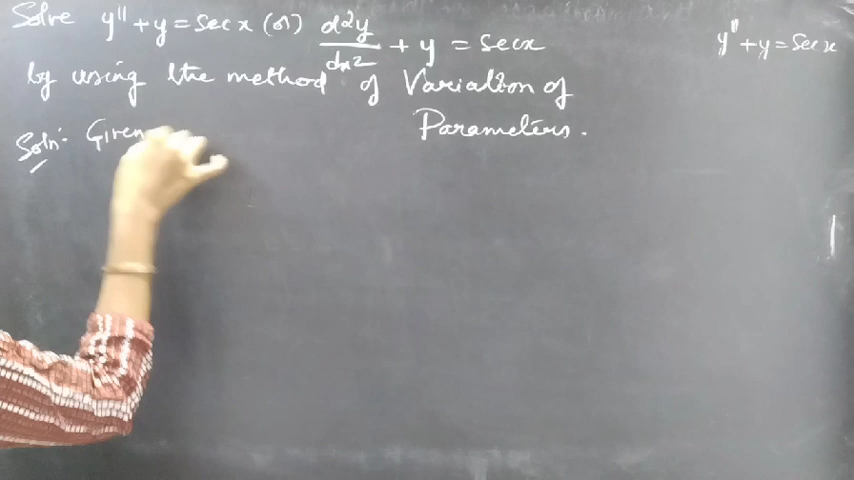 Solve y'' + y = sec x (or) d²y/dx² + y = secx
y'' + y = Sec x
by using the method of Variation of
Parameters.
Soln:- Given